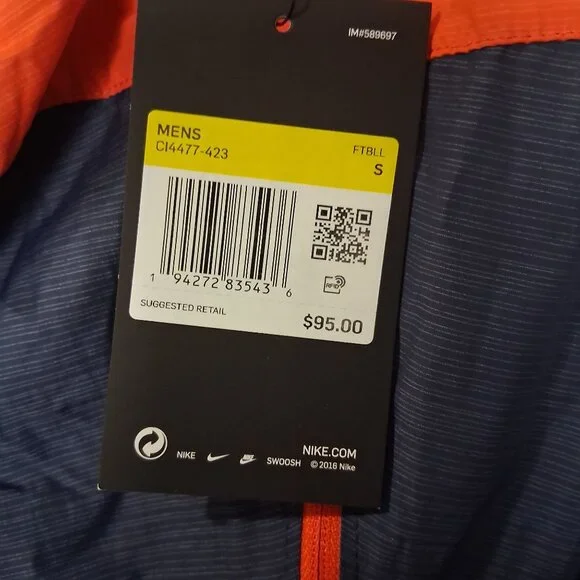 IM#589697
MENS
CI4477-423
FTBLL
S
1 94272 83543 6
RFID
SUGGESTED RETAIL
$95.00
NIKE SWOOSH
NIKE.COM
© 2016 Nike